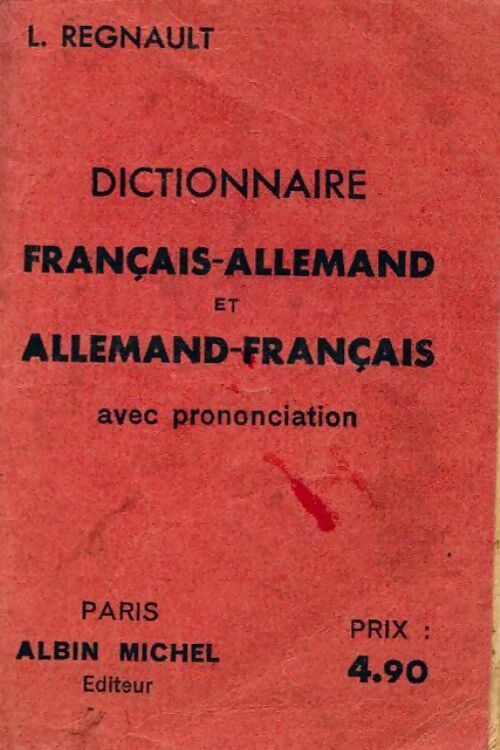 L. REGNAULT
DICTIONNAIRE
FRANÇAIS-ALLEMAND
ET
ALLEMAND-FRANÇAIS
avec prononciation
PARIS
ALBIN MICHEL
Editeur
PRIX :
4.90